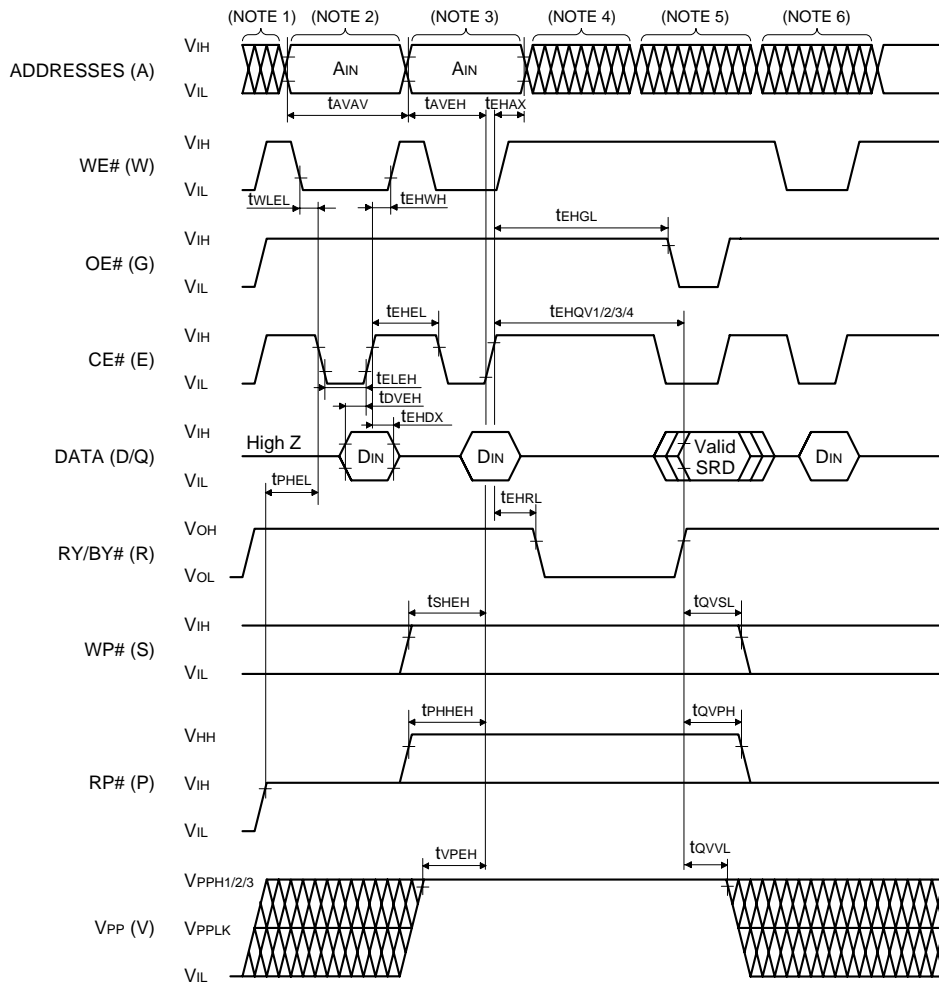 (NOTE 1) (NOTE 2) (NOTE 3) (NOTE 4) (NOTE 5) (NOTE 6)
ADDRESSES (A)
VIH
VIL
AIN
AIN
tAVAV
tAVEH
tEHAX
WE# (W)
VIH
VIL
tWLEL
tEHWH
OE# (G)
VIH
VIL
tEHGL
CE# (E)
VIH
VIL
tEHEL
tEHQV1/2/3/4
tELEH
tDVEH
tEHDX
DATA (D/Q)
VIH
VIL
High Z
DIN
DIN
Valid
SRD
DIN
tPHEL
tEHRL
RY/BY# (R)
VOH
VOL
WP# (S)
VIH
VIL
tSHEH
tQVSL
RP# (P)
VHH
VIH
VIL
tPHHEH
tQVPH
VPP (V)
VPPH1/2/3
VPPLK
VIL
tVPEH
tQVVL